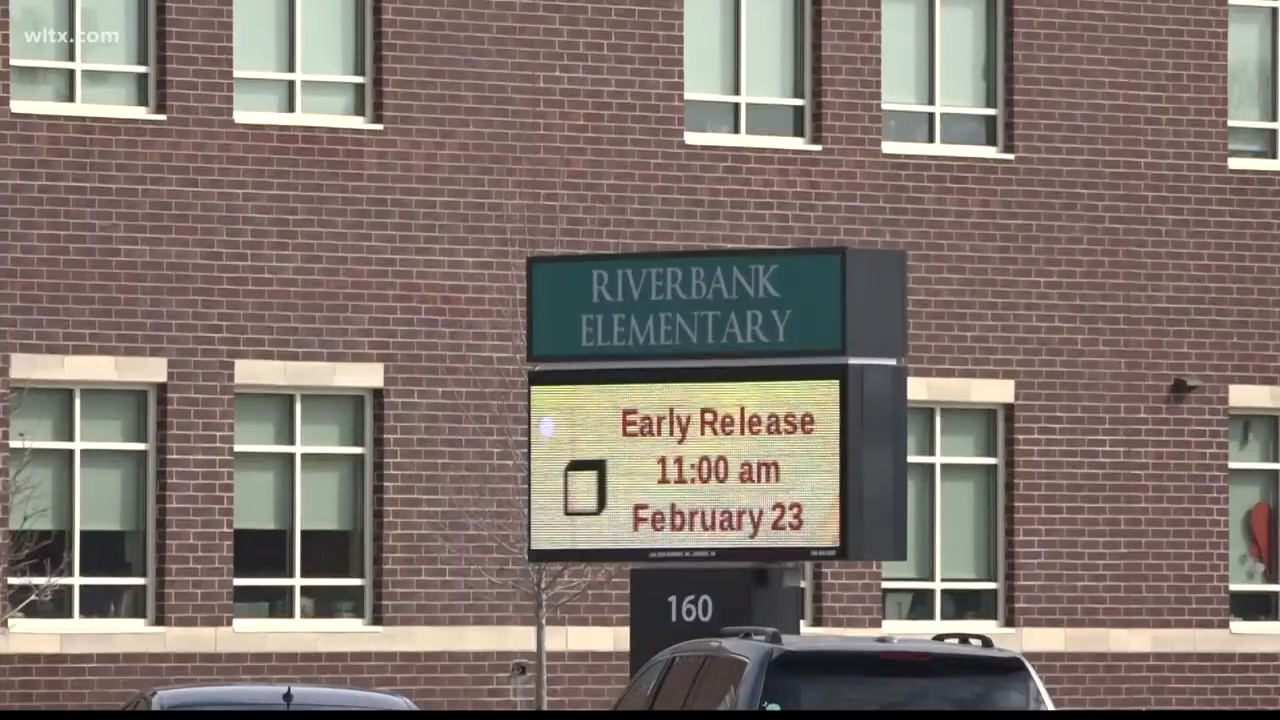 wltx.com
RIVERBANK
ELEMENTARY
Early Release
11:00 am
February 23
160